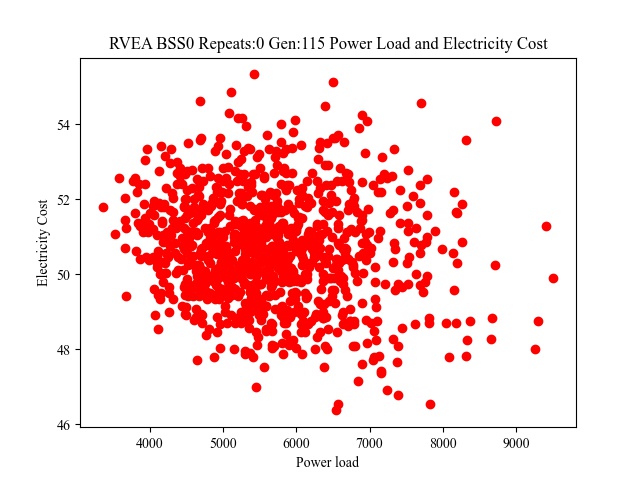 RVEA BSS0 Repeats:0 Gen:115 Power Load and Electricity Cost
54
52
50
48
46
Electricity Cost
4000 5000 6000 7000 8000 9000
Power load